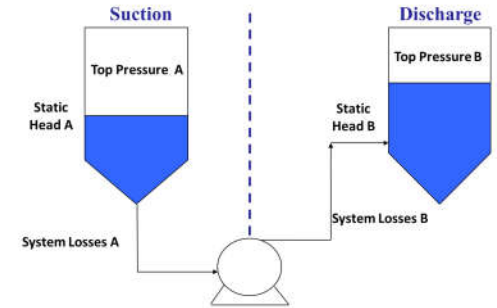 Suction
Discharge
Top Pressure A
Top Pressure B
Static
Head A
Static
Head B
System Losses A
System Losses B